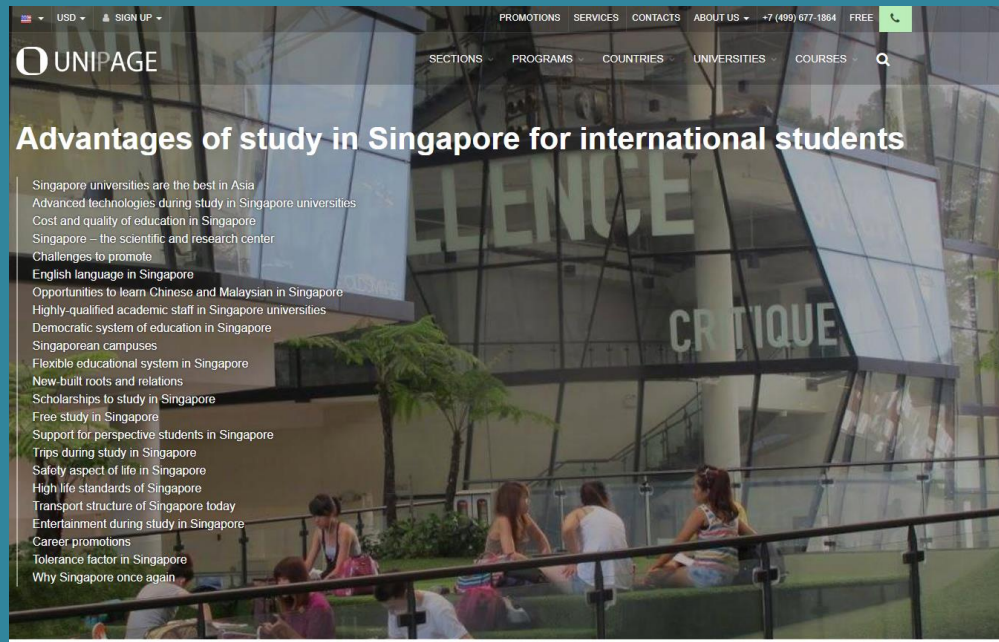 USD
SIGN UP
PROMOTIONS SERVICES CONTACTS ABOUT US +7 (499) 677-1864 FREE
UNIPAGE
SECTIONS PROGRAMS COUNTRIES UNIVERSITIES COURSES
Advantages of study in Singapore for international students
Singapore universities are the best in Asia
Advanced technologies during study in Singapore universities
Cost and quality of education in Singapore
Singapore – the scientific and research center
Challenges to promote
English language in Singapore
Opportunities to learn Chinese and Malaysian in Singapore
Highly-qualified academic staff in Singapore universities
Democratic system of education in Singapore
Singaporean campuses
Flexible educational system in Singapore
New-built roots and relations
Scholarships to study in Singapore
Free study in Singapore
Support for perspective students in Singapore
Trips during study in Singapore
Safety aspect of life in Singapore
High life standards of Singapore
Transport structure of Singapore today
Entertainment during study in Singapore
Career promotions
Tolerance factor in Singapore
Why Singapore once again
LLENCE
CRITIQUE